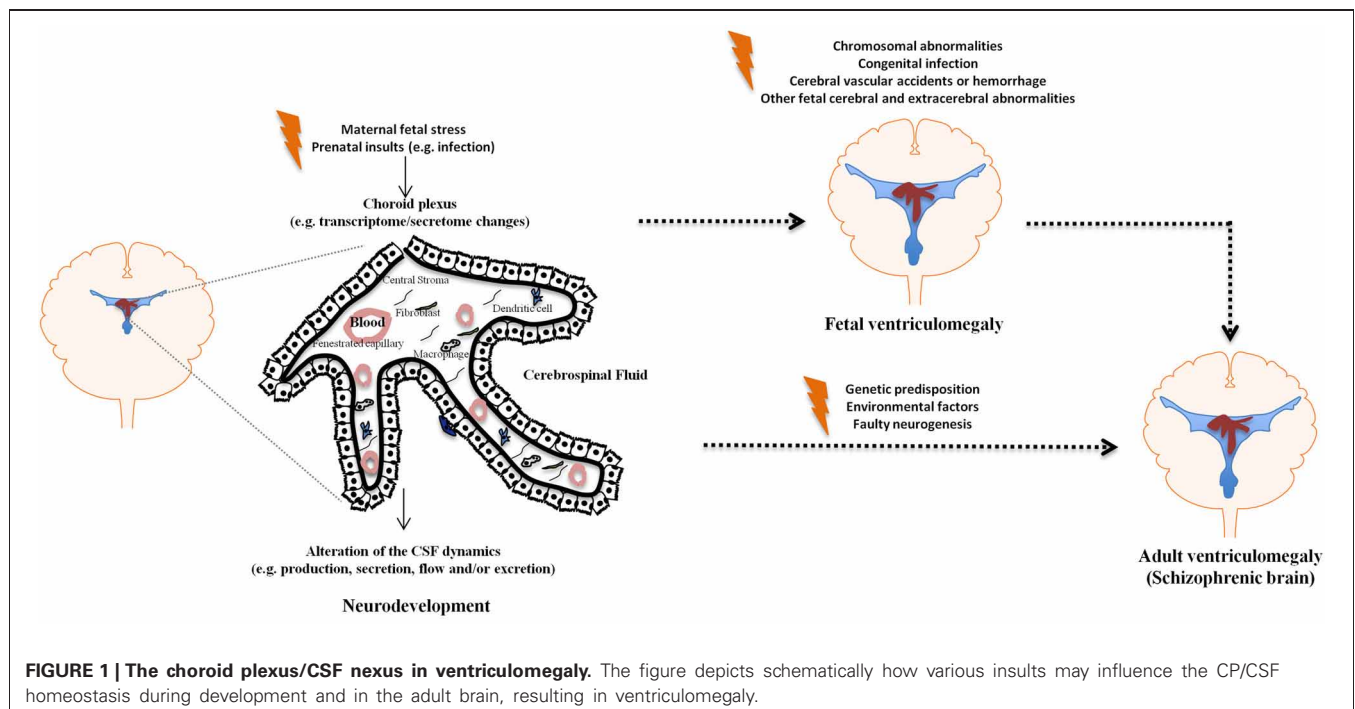 Maternal fetal stress
Prenatal insults (e.g. infection)
Choroid plexus
(e.g. transcriptome/secretome changes)
Central Stroma
Fibroblast
Dendritic cell
Blood
Fenestrated capillary
Macrophage
Cerebrospinal Fluid
Alteration of the CSF dynamics
(e.g. production, secretion, flow and/or excretion)
Neurodevelopment
Chromosomal abnormalities
Congenital infection
Cerebral vascular accidents or hemorrhage
Other fetal cerebral and extracerebral abnormalities
Fetal ventriculomegaly
Genetic predisposition
Environmental factors
Faulty neurogenesis
Adult ventriculomegaly
(Schizophrenic brain)
FIGURE 1 | The choroid plexus/CSF nexus in ventriculomegaly. The figure depicts schematically how various insults may influence the CP/CSF
homeostasis during development and in the adult brain, resulting in ventriculomegaly.